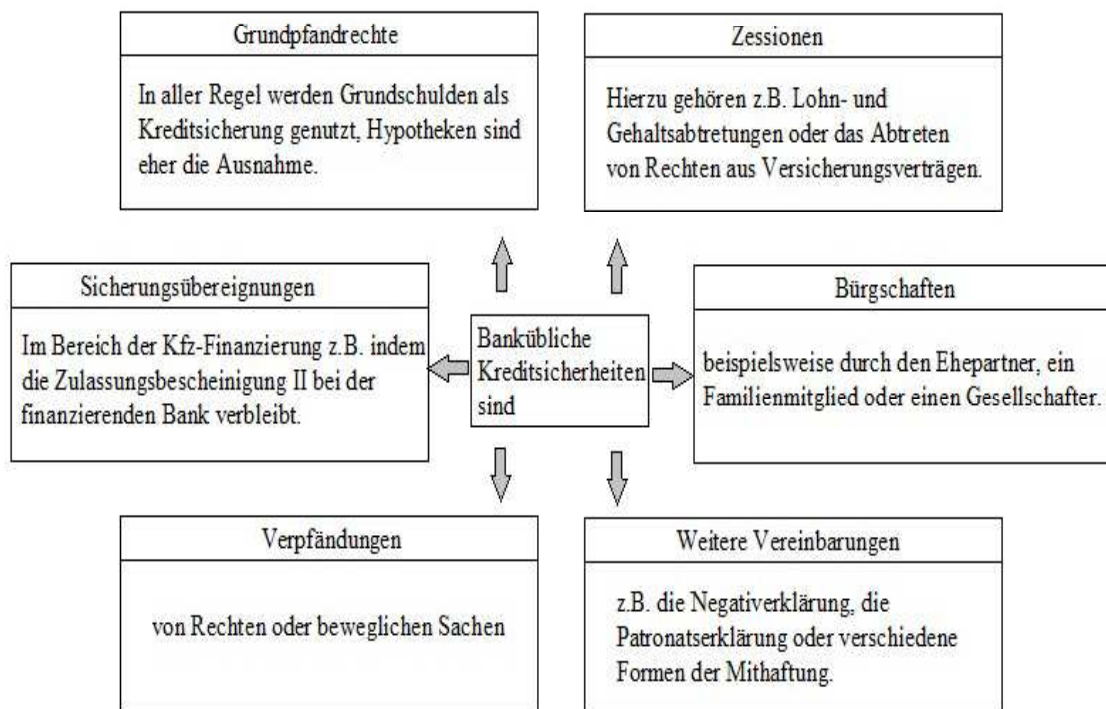 Grundpfandrechte
In aller Regel werden Grundschulden als
Kreditsicherung genutzt, Hypotheken sind
eher die Ausnahme.
Zessionen
Hierzu gehören z.B. Lohn- und
Gehaltsabtretungen oder das Abtreten
von Rechten aus Versicherungsverträgen.
Sicherungsübereignungen
Im Bereich der Kfz-Finanzierung z.B. indem
die Zulassungsbescheinigung II bei der
finanzierenden Bank verbleibt.
Bankübliche
Kreditsicherheiten
sind
Bürgschaften
beispielsweise durch den Ehepartner, ein
Familienmitglied oder einen Gesellschafter.
Verpfändungen
von Rechten oder beweglichen Sachen
Weitere Vereinbarungen
z.B. die Negativerklärung, die
Patronatserklärung oder verschiedene
Formen der Mithaftung.